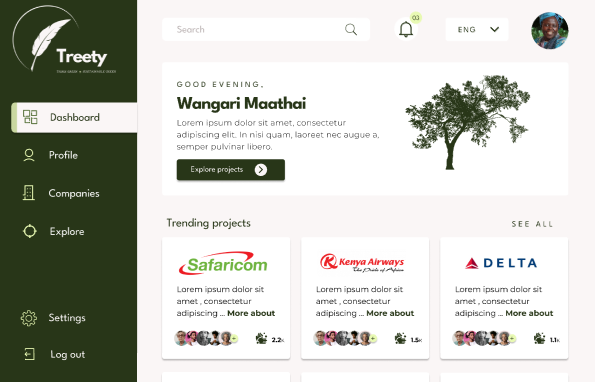 Treety
Search
03
ENG
Dashboard
Profile
Companies
Explore
Settings
Log out
GOOD EVENING,
Wangari Maathai
Lorem ipsum dolor sit amet, consectetur
adipiscing elit. In nisi quam, laoreet nec augue a,
semper pulvinar libero.
Explore projects
Trending projects
SEE ALL
Safaricom
Lorem ipsum dolor sit
amet , consectetur
adipiscing ... More about
2.2K
Kenya Airways
The Pride of Africa
Lorem ipsum dolor sit
amet , consectetur
adipiscing ... More about
1.5K
DELTA
Lorem ipsum dolor sit
amet , consectetur
adipiscing ... More about
1.1K